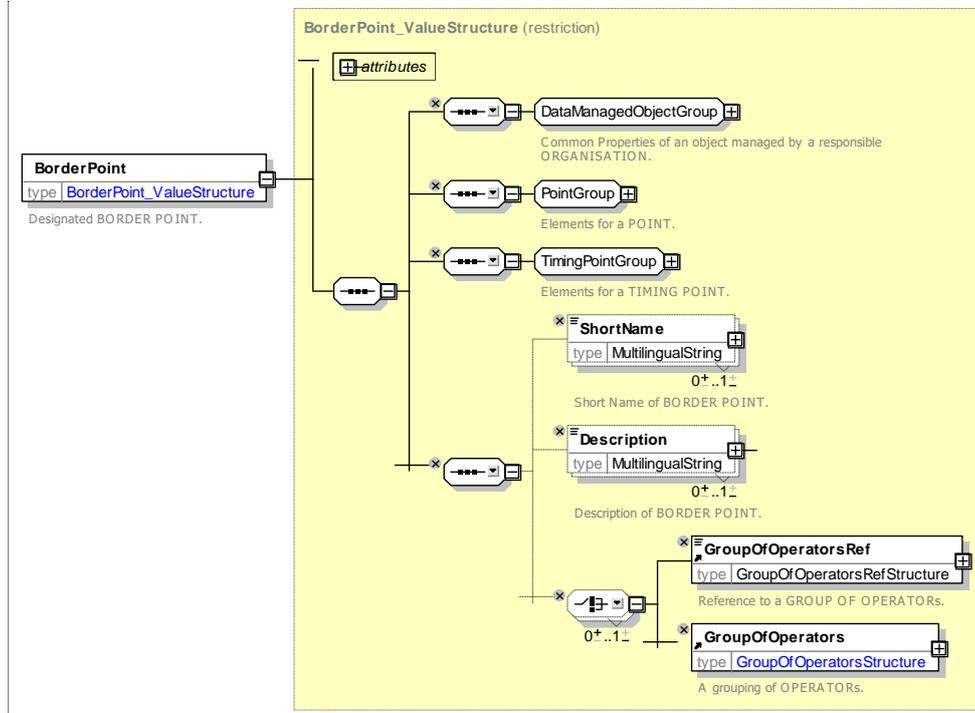 BorderPoint_ValueStructure (restriction)
attributes
DataManagedObjectGroup
Common Properties of an object managed by a responsible
ORGANISATION.
BorderPoint
type BorderPoint_ValueStructure
Designated BORDER POINT.
PointGroup
Elements for a POINT.
TimingPointGroup
Elements for a TIMING POINT.
ShortName
type MultilingualString
0±..1±
Short Name of BORDER POINT.
Description
type MultilingualString
0±..1±
Description of BORDER POINT.
GroupOfOperatorsRef
type GroupOfOperatorsRefStructure
Reference to a GROUP OF OPERATORs.
0±..1±
GroupOfOperators
type GroupOfOperatorsStructure
A grouping of OPERATORs.